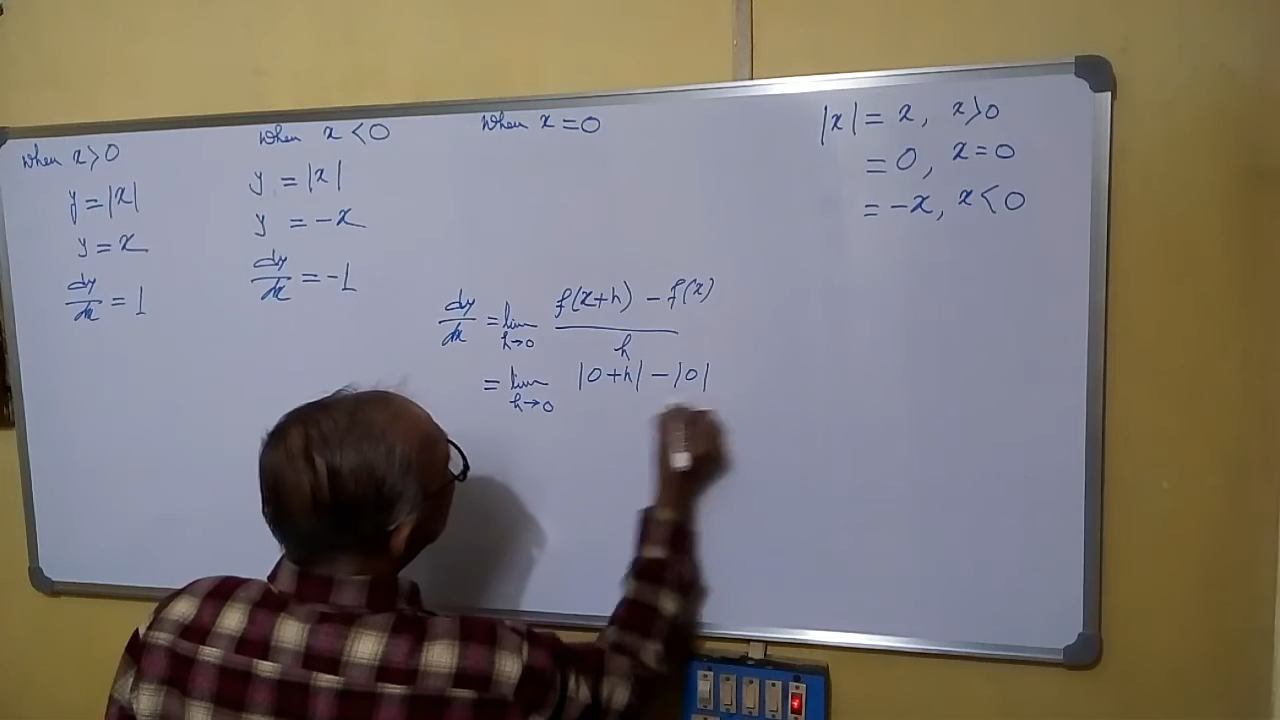 When x>0
y = |x|
y = x
dy/dx = 1
When x < 0
y = |x|
y = -x
dy/dx = -1
When x = 0
dy/dx = lim h→0 f(x+h) - f(x) / h
= lim h→0 |0+h| - |0|
|x| = x, x>0
= 0, x = 0
= -x, x < 0